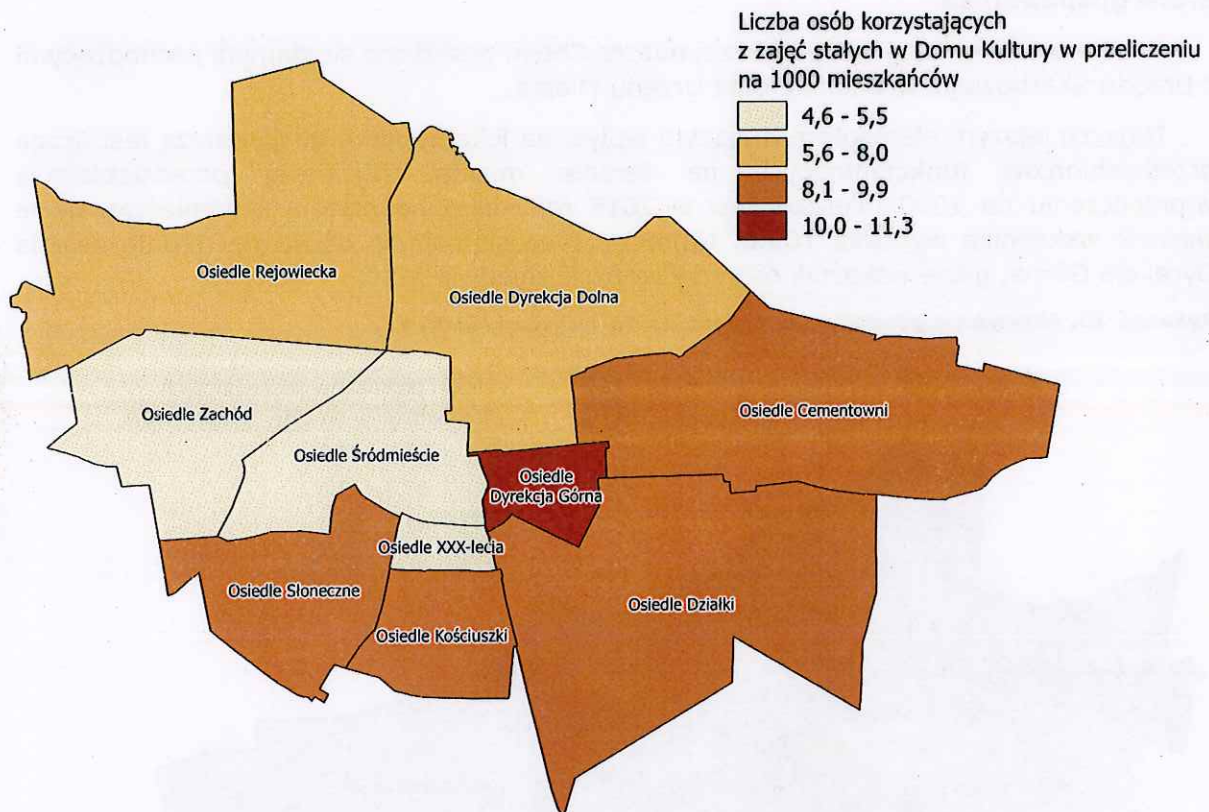 Liczba osób korzystających
z zajęć stałych w Domu Kultury w przeliczeniu
na 1000 mieszkańców
4,6 - 5,5
5,6 - 8,0
8,1 - 9,9
10,0 - 11,3
Osiedle Rejowiecka
Osiedle Dyrekcja Dolna
Osiedle Zachód
Osiedle Cementowni
Osiedle Śródmieście
Osiedle
Dyrekcja Górna
Osiedle XXX-lecia
Osiedle Słoneczne
Osiedle Działki
Osiedle Kościuszki